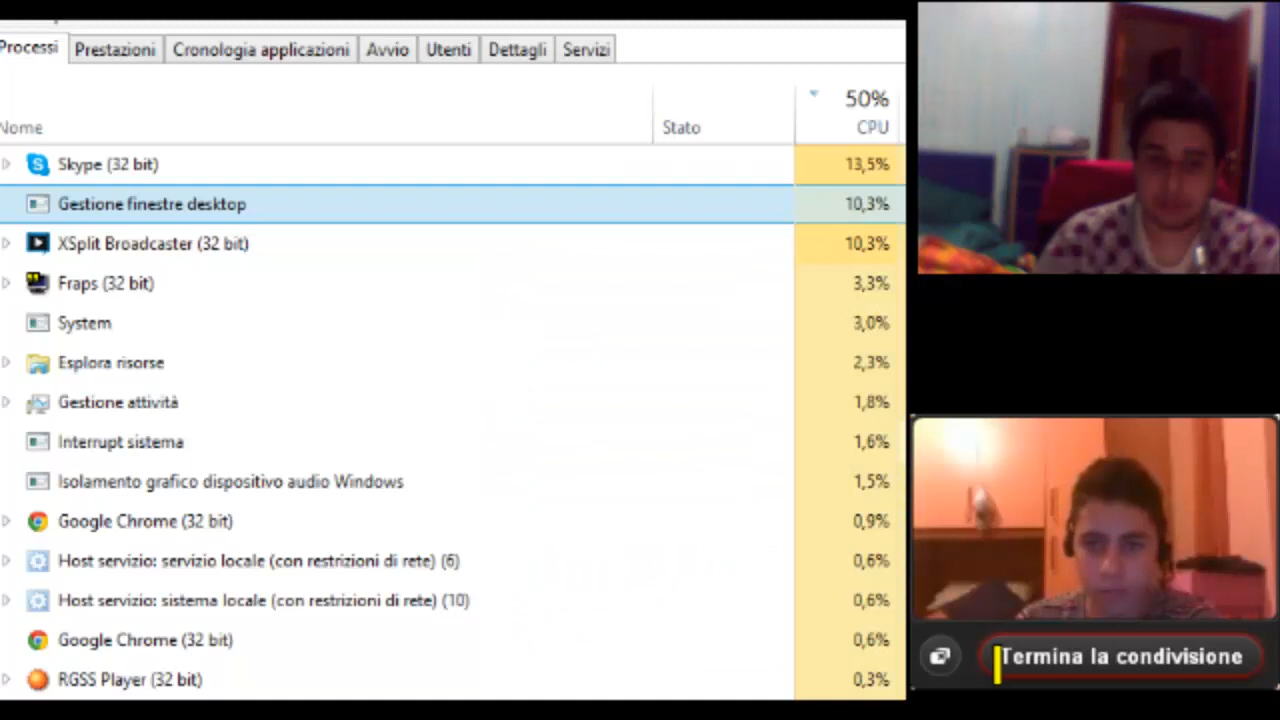 Processi Prestazioni Cronologia applicazioni Avvio Utenti Dettagli Servizi
50%
Nome Stato CPU
Skype (32 bit) 13,5%
Gestione finestre desktop 10,3%
XSplit Broadcaster (32 bit) 10,3%
Fraps (32 bit) 3,3%
System 3,0%
Esplora risorse 2,3%
Gestione attività 1,8%
Interrupt sistema 1,6%
Isolamento grafico dispositivo audio Windows 1,5%
Google Chrome (32 bit) 0,9%
Host servizio: servizio locale (con restrizioni di rete) (6) 0,6%
Host servizio: sistema locale (con restrizioni di rete) (10) 0,6%
Google Chrome (32 bit) 0,6%
RGSS Player (32 bit) 0,3%
Termina la condivisione